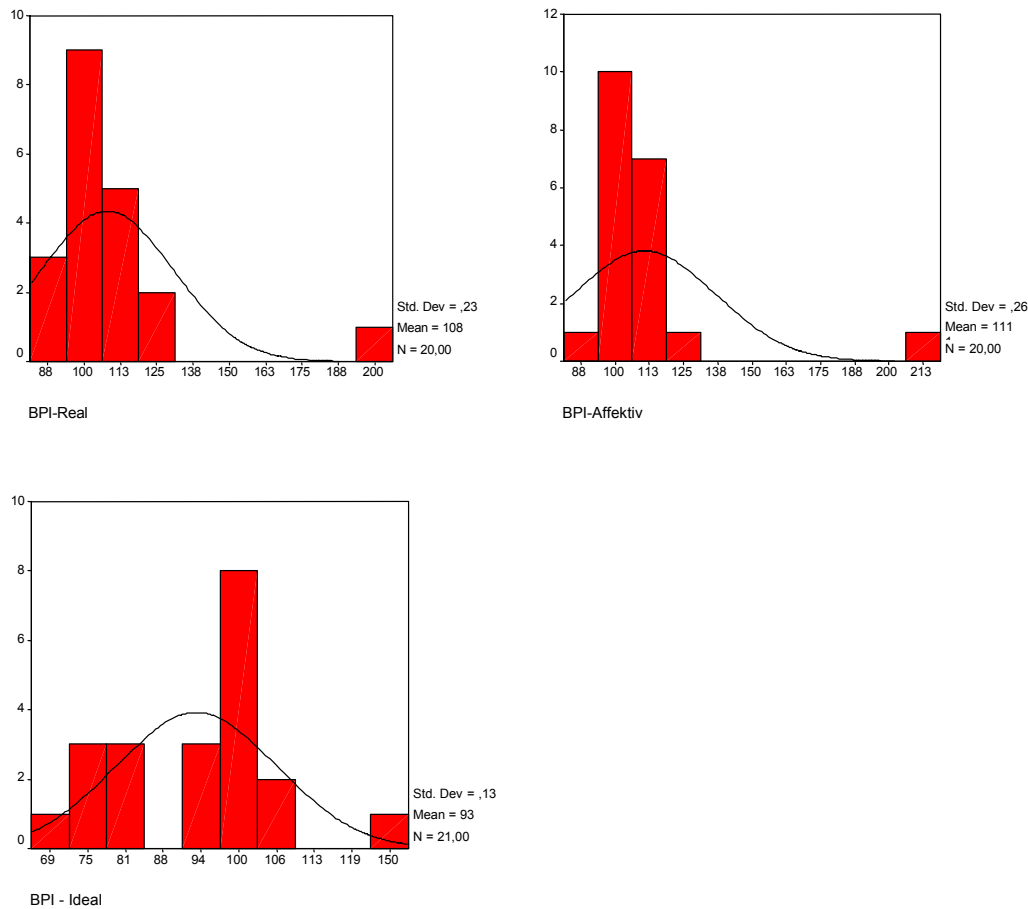 10
8
6
4
2
0
88 100 113 125 138 150 163 175 188 200
Std. Dev = ,23
Mean = 108
N = 20,00
BPI-Real
12
10
8
6
4
2
0
88 100 113 125 138 150 163 175 188 200 213
Std. Dev = ,26
Mean = 111
N = 20,00
BPI-Affektiv
10
8
6
4
2
0
69 75 81 88 94 100 106 113 119 150
Std. Dev = ,13
Mean = 93
N = 21,00
BPI - Ideal